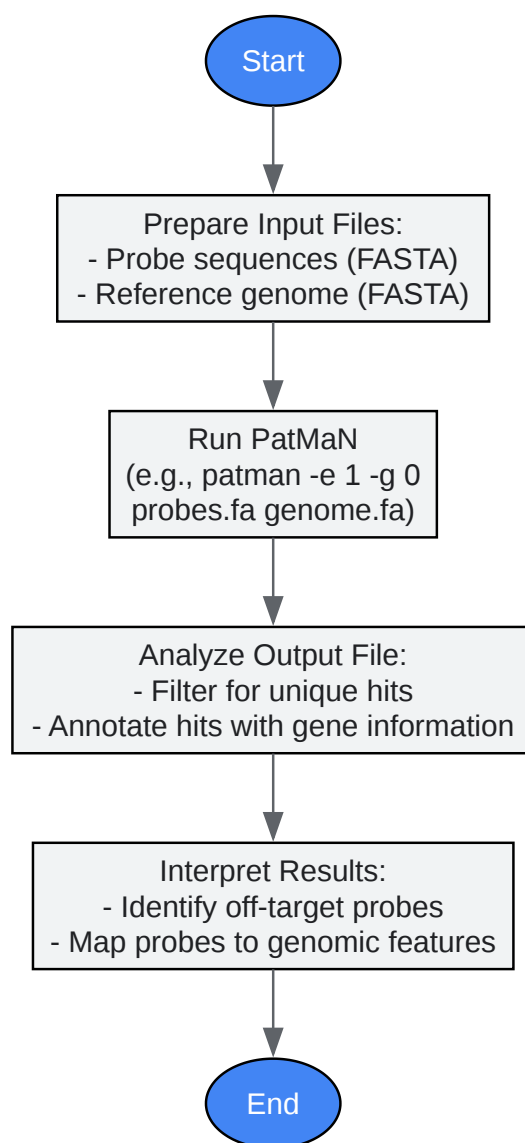 Start
Prepare Input Files:
- Probe sequences (FASTA)
- Reference genome (FASTA)
Run PatMaN
(e.g., patman -e 1 -g 0
probes.fa genome.fa)
Analyze Output File:
- Filter for unique hits
- Annotate hits with gene information
Interpret Results:
- Identify off-target probes
- Map probes to genomic features
End